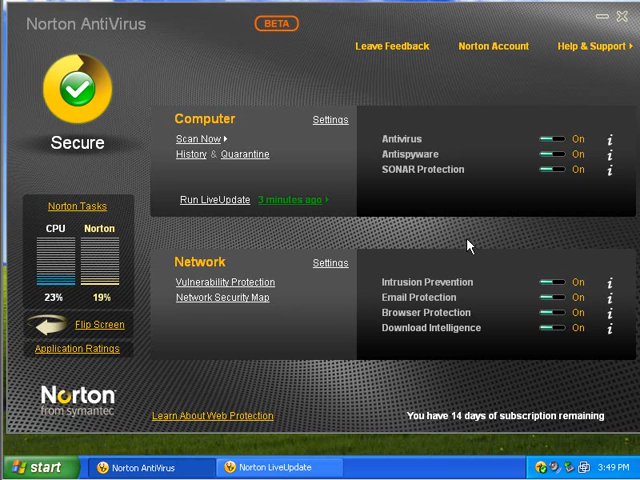 Norton AntiVirus BETA
Leave Feedback Norton Account Help & Support
Secure
Computer Settings
Scan Now
History & Quarantine
Run LiveUpdate 3 minutes ago
Antivirus On
Antispyware On
SONAR Protection On
Norton Tasks
CPU Norton
23% 19%
Flip Screen
Application Ratings
Network Settings
Vulnerability Protection
Network Security Map
Intrusion Prevention On
Email Protection On
Browser Protection On
Download Intelligence On
Norton
from symantec
Learn About Web Protection
You have 14 days of subscription remaining
start Norton AntiVirus Norton LiveUpdate 3:49 PM